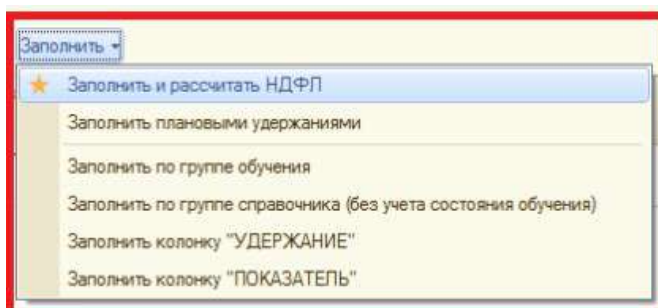 Заполнить
Заполнить и рассчитать НДФЛ
Заполнить плановыми удержаниями
Заполнить по группе обучения
Заполнить по группе справочника (без учета состояния обучения)
Заполнить колонку "УДЕРЖАНИЕ"
Заполнить колонку "ПОКАЗАТЕЛЬ"